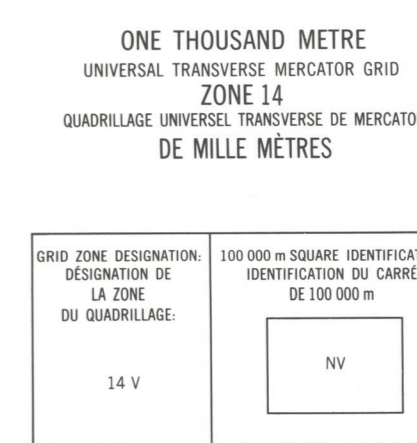 ONE THOUSAND METRE
UNIVERSAL TRANSVERSE MERCATOR GRID
ZONE 14
QUADRILLAGE UNIVERSEL TRANSVERSE DE MERCATO
DE MILLE MÈTRES
GRID ZONE DESIGNATION:
DÉSIGNATION DE
LA ZONE
DU QUADRILLAGE:
14 V
100 000 m SQUARE IDENTIFICAT
IDENTIFICATION DU CARRÉ
DE 100 000 m
NV